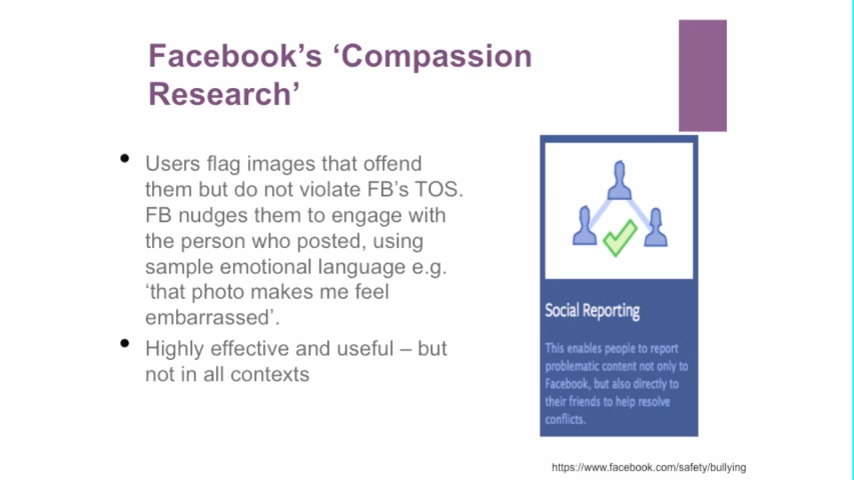 Facebook’s ‘Compassion
Research’
• Users flag images that offend
them but do not violate FB’s TOS.
FB nudges them to engage with
the person who posted, using
sample emotional language e.g.
‘that photo makes me feel
embarrassed’.
• Highly effective and useful – but
not in all contexts
Social Reporting
This enables people to report
problematic content not only to
Facebook, but also directly to
their friends to help resolve
conflicts.
https://www.facebook.com/safety/bullying